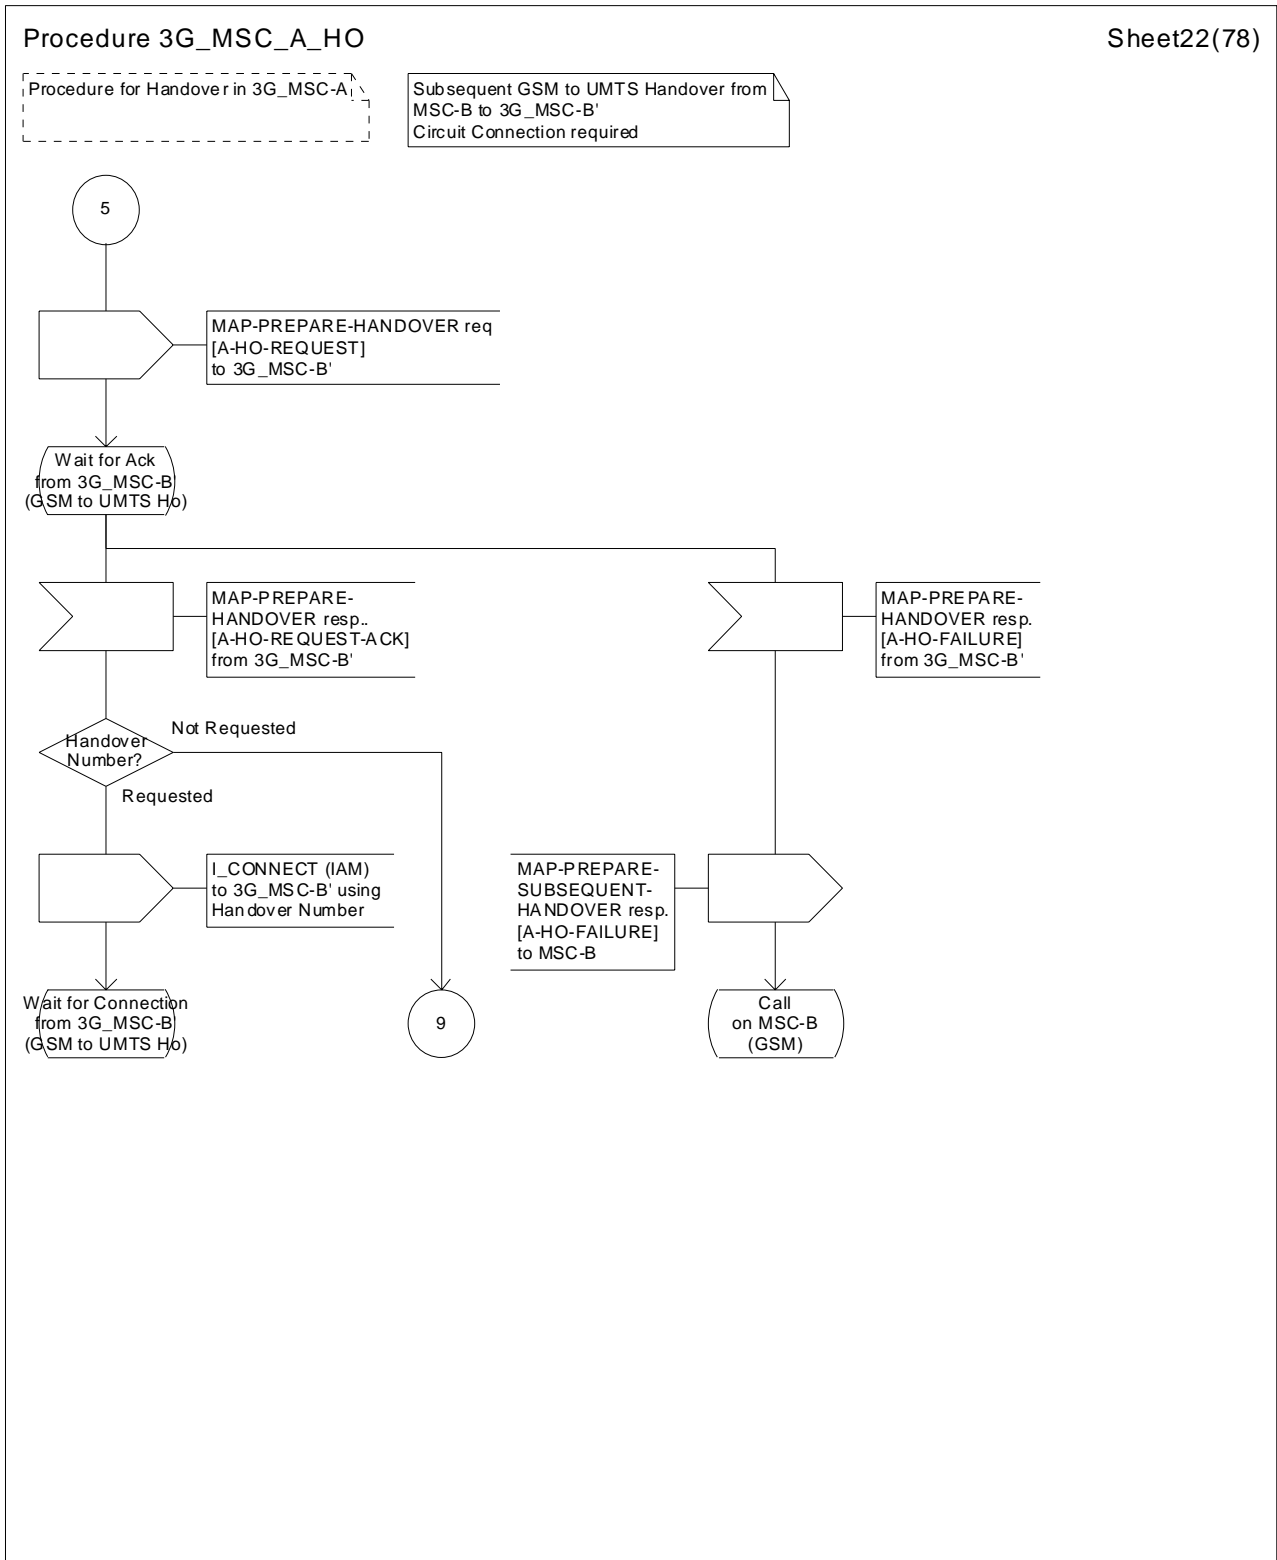 Procedure 3G_MSC_A_HO
Sheet22(78)
Procedure for Handover in 3G_MSC-A
Subsequent GSM to UMTS Handover from
MSC-B to 3G_MSC-B'
Circuit Connection required
5
MAP-PREPARE-HANDOVER req
[A-HO-REQUEST]
to 3G_MSC-B'
Wait for Ack
from 3G_MSC-B'
(GSM to UMTS Ho)
MAP-PREPARE-
HANDOVER resp..
[A-HO-REQUEST-ACK]
from 3G_MSC-B'
MAP-PREPARE-
HANDOVER resp.
[A-HO-FAILURE]
from 3G_MSC-B'
Handover
Number?
Not Requested
Requested
I_CONNECT (IAM)
to 3G_MSC-B' using
Handover Number
MAP-PREPARE-
SUBSEQUENT-
HANDOVER resp.
[A-HO-FAILURE]
to MSC-B
Wait for Connection
from 3G_MSC-B'
(GSM to UMTS Ho)
9
Call
on MSC-B
(GSM)